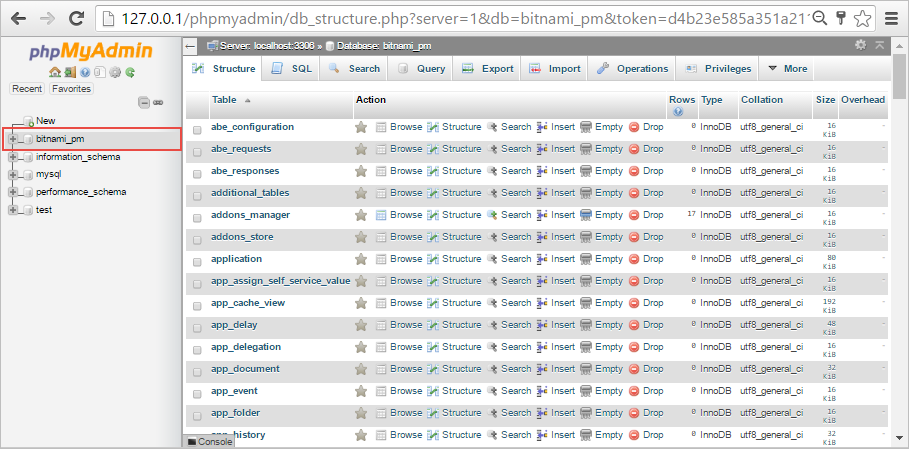 127.0.0.1/phpmyadmin/db_structure.php?server=1&db=bitnami_pm&token=d4b23e585a351a21
phpMyAdmin
Recent Favorites
New
bitnami_pm
information_schema
mysql
performance_schema
test
Server: localhost:3306 » Database: bitnami_pm
Structure SQL Search Query Export Import Operations Privileges More
Table Action Rows Type Collation Size Overhead
abe_configuration Browse Structure Search Insert Empty Drop 0 InnoDB utf8_general_ci 16 KiB -
abe_requests Browse Structure Search Insert Empty Drop 0 InnoDB utf8_general_ci 16 KiB -
abe_responses Browse Structure Search Insert Empty Drop 0 InnoDB utf8_general_ci 16 KiB -
additional_tables Browse Structure Search Insert Empty Drop 0 InnoDB utf8_general_ci 16 KiB -
addons_manager Browse Structure Search Insert Empty Drop 17 InnoDB utf8_general_ci 16 KiB -
addons_store Browse Structure Search Insert Empty Drop 0 InnoDB utf8_general_ci 16 KiB -
application Browse Structure Search Insert Empty Drop 0 InnoDB utf8_general_ci 80 KiB -
app_assign_self_service_value Browse Structure Search Insert Empty Drop 0 InnoDB utf8_general_ci 16 KiB -
app_cache_view Browse Structure Search Insert Empty Drop 0 InnoDB utf8_general_ci 192 KiB -
app_delay Browse Structure Search Insert Empty Drop 0 InnoDB utf8_general_ci 48 KiB -
app_delegation Browse Structure Search Insert Empty Drop 0 InnoDB utf8_general_ci 16 KiB -
app_document Browse Structure Search Insert Empty Drop 0 InnoDB utf8_general_ci 32 KiB -
app_event Browse Structure Search Insert Empty Drop 0 InnoDB utf8_general_ci 16 KiB -
app_folder Browse Structure Search Insert Empty Drop 0 InnoDB utf8_general_ci 16 KiB -
app_history Browse Structure Search Insert Empty Drop 0 InnoDB utf8_general_ci 32 KiB -
Console